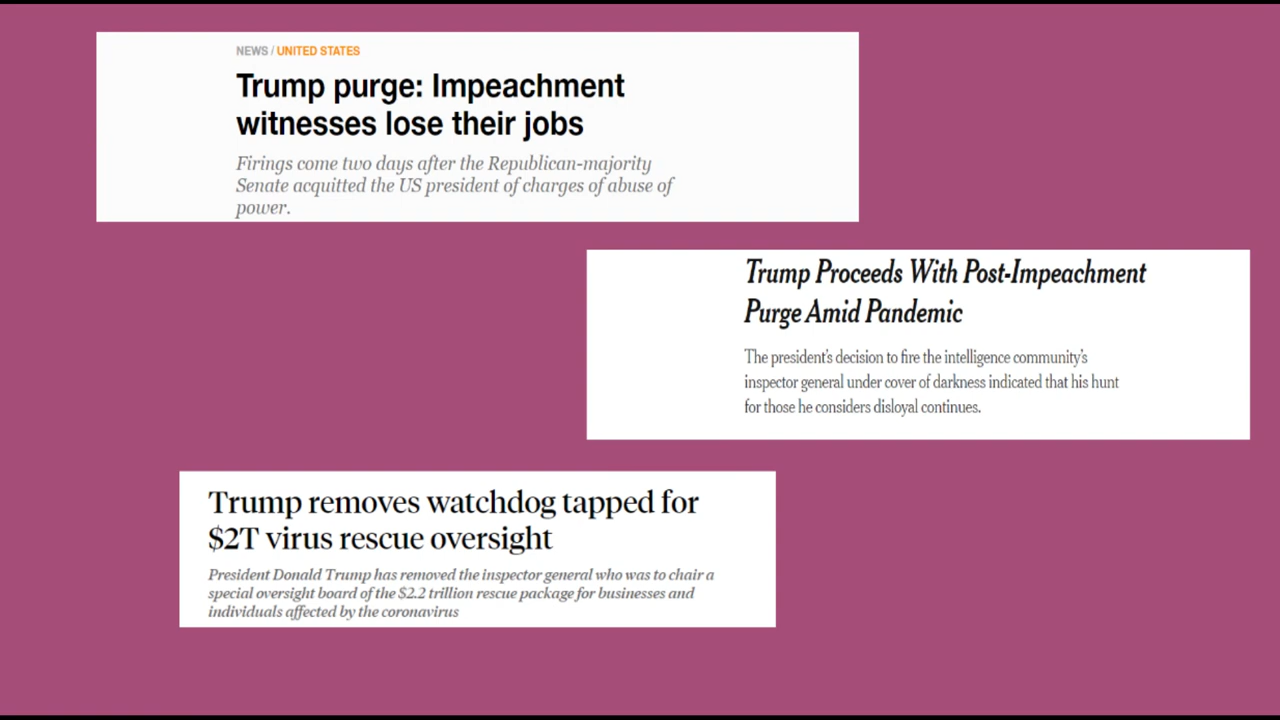 NEWS / UNITED STATES
Trump purge: Impeachment
witnesses lose their jobs
Firings come two days after the Republican-majority
Senate acquitted the US president of charges of abuse of
power.
Trump Proceeds With Post-Impeachment
Purge Amid Pandemic
The president's decision to fire the intelligence community's
inspector general under cover of darkness indicated that his hunt
for those he considers disloyal continues.
Trump removes watchdog tapped for
$2T virus rescue oversight
President Donald Trump has removed the inspector general who was to chair a
special oversight board of the $2.2 trillion rescue package for businesses and
individuals affected by the coronavirus